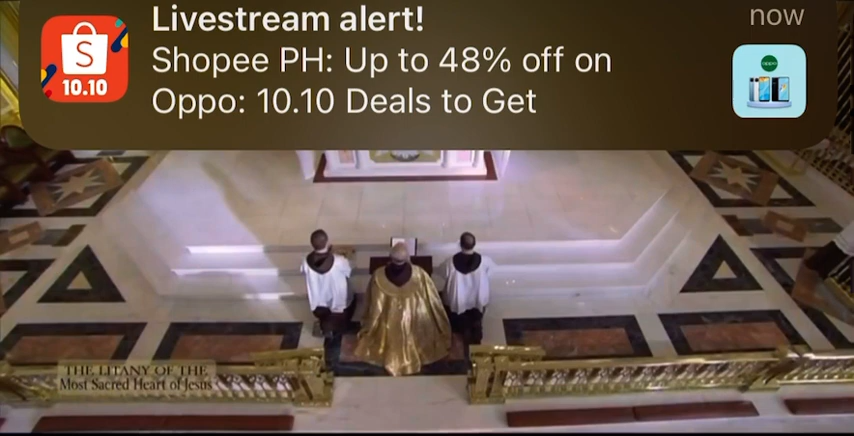 Livestream alert!
now
Shopee PH: Up to 48% off on
Oppo: 10.10 Deals to Get
S
10.10
oppo
THE LITANY OF THE
Most Sacred Heart of Jesus